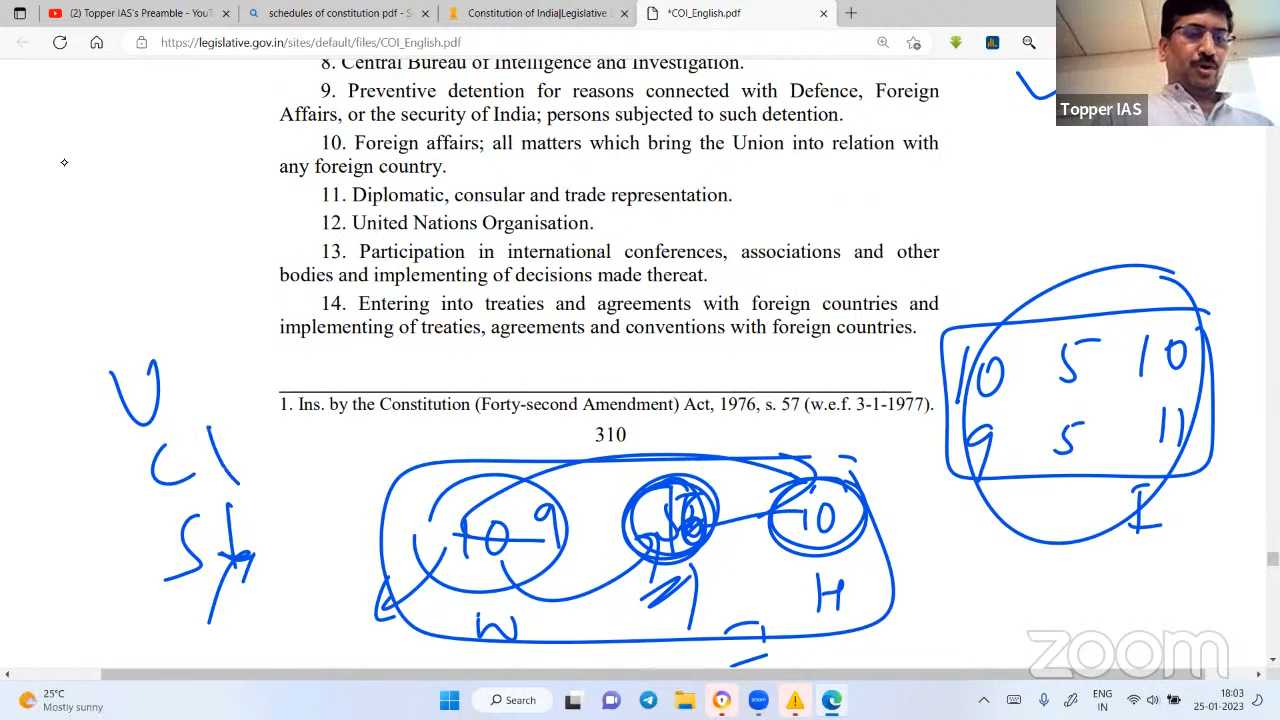 (2) Topper IAS's Preamble - YouT
schedules of constitution pdf - S
Constitution of India|Legislative
*COI_English.pdf
https://legislative.gov.in/sites/default/files/COI_English.pdf
Topper IAS
8. Central Bureau of Intelligence and Investigation.
9. Preventive detention for reasons connected with Defence, Foreign
Affairs, or the security of India; persons subjected to such detention.
10. Foreign affairs; all matters which bring the Union into relation with
any foreign country.
11. Diplomatic, consular and trade representation.
12. United Nations Organisation.
13. Participation in international conferences, associations and other
bodies and implementing of decisions made thereat.
14. Entering into treaties and agreements with foreign countries and
implementing of treaties, agreements and conventions with foreign countries.
1. Ins. by the Constitution (Forty-second Amendment) Act, 1976, s. 57 (w.e.f. 3-1-1977).
310
10 5 10
9 5 11
I
U
C
S
10 9
10
W
H
zoom
25°C
Mostly sunny
Search
ENG
IN
18:03
25-01-2023